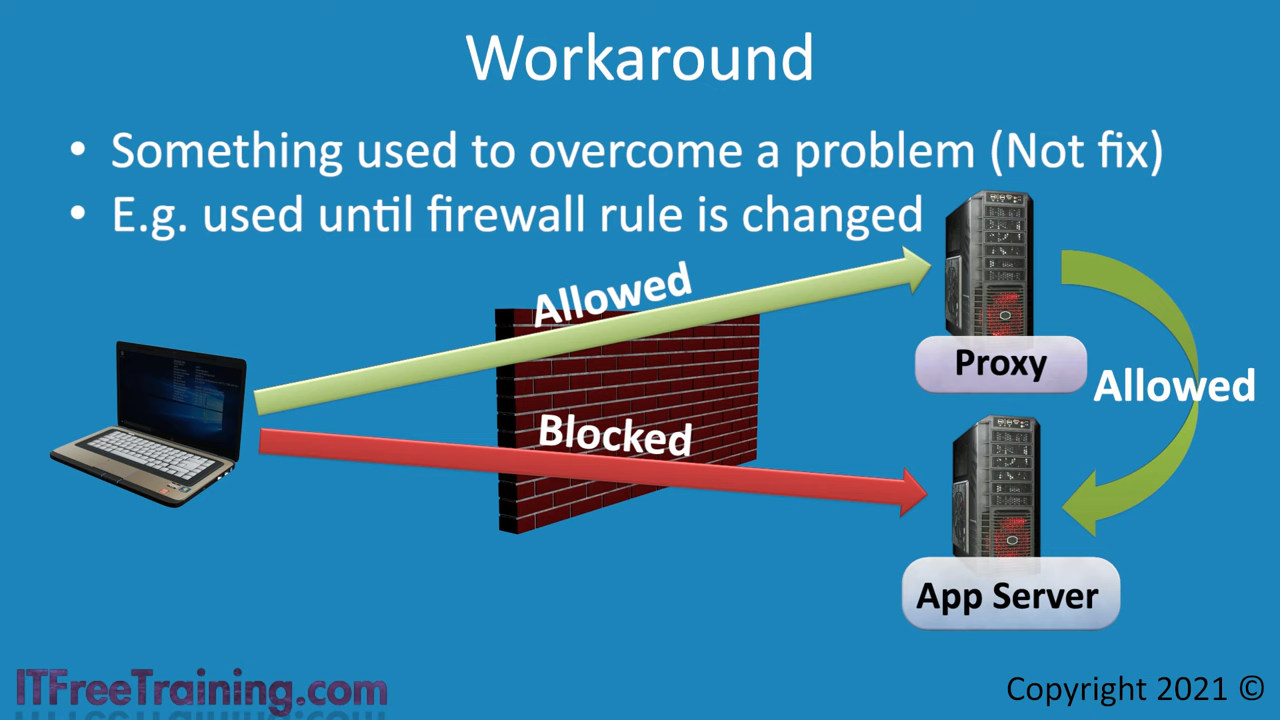 Workaround
• Something used to overcome a problem (Not fix)
• E.g. used until firewall rule is changed
Allowed
Proxy
Allowed
Blocked
App Server
ITFreeTraining.com
Copyright 2021 ©